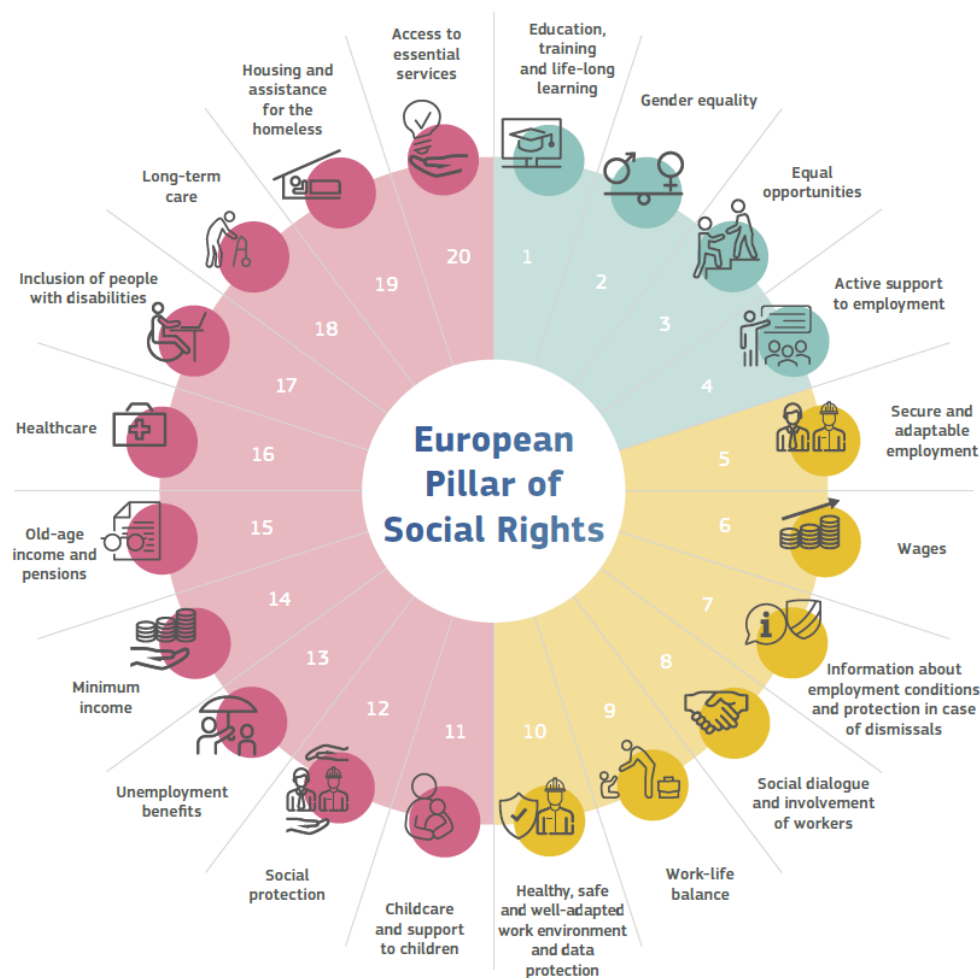 Education,
training
and life-long
learning
Gender equality
Equal
opportunities
Active support
to employment
Secure and
adaptable
employment
Wages
Information about
employment conditions
and protection in case
of dismissals
Social dialogue
and involvement
of workers
Work-life
balance
Healthy, safe
and well-adapted
work environment
and data
protection
Childcare
and support
to children
Social
protection
Unemployment
benefits
Minimum
income
Old-age
income and
pensions
Healthcare
Inclusion of people
with disabilities
Long-term
care
Housing and
assistance
for the
homeless
Access to
essential
services
1
2
3
4
5
6
7
8
9
10
11
12
13
14
15
16
17
18
19
20
European
Pillar of
Social Rights
i